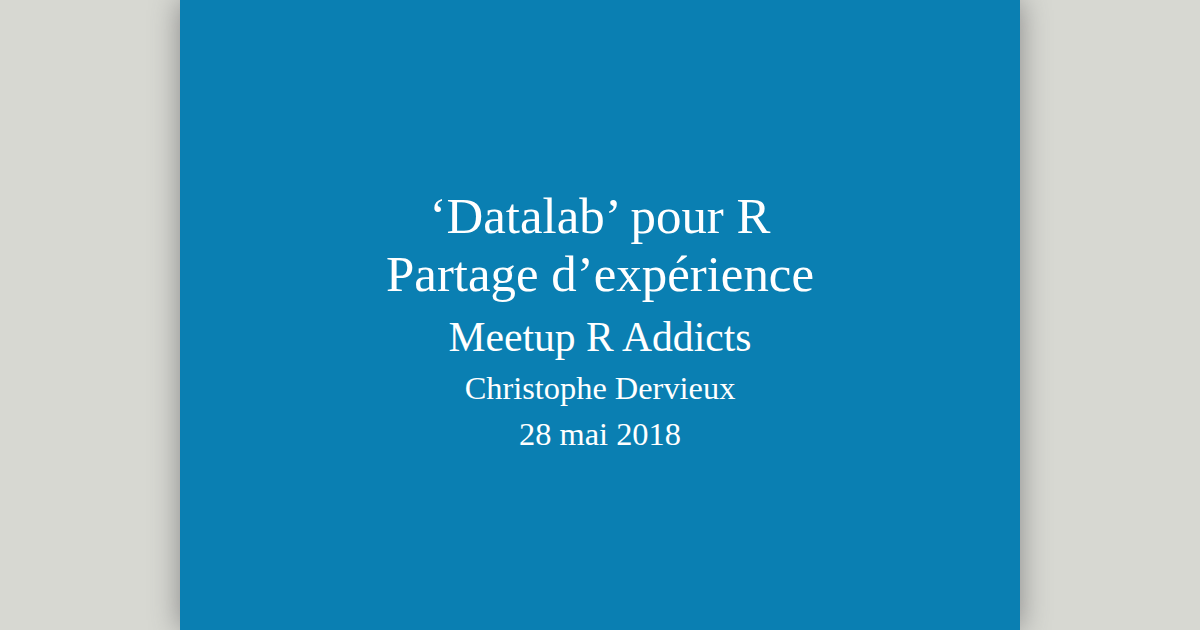 ‘Datalab’ pour R
Partage d’expérience
Meetup R Addicts
Christophe Dervieux
28 mai 2018